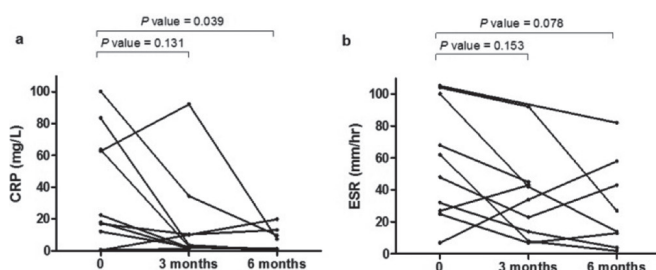 P value = 0.039
a
P value = 0.131
CRP (mg/L)
100
80
60
40
20
0
0
3 months
6 months
P value = 0.078
b
P value = 0.153
ESR (mm/hr)
100
80
60
40
20
0
0
3 months
6 months